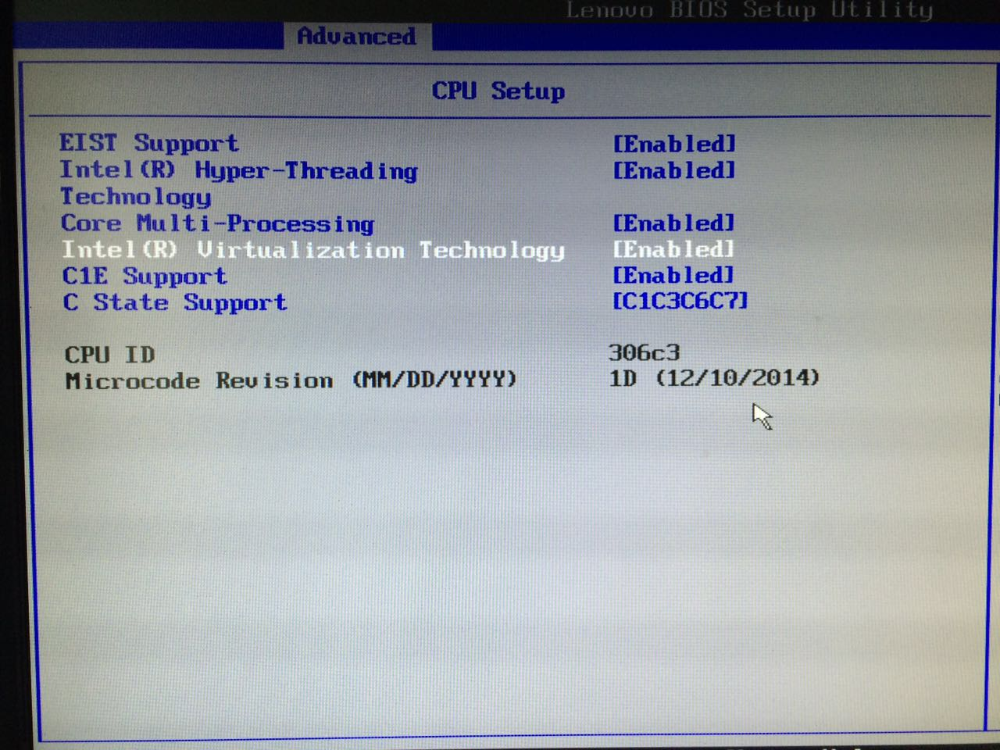 Lenovo BIOS Setup Utility
Advanced
CPU Setup
EIST Support [Enabled]
Intel(R) Hyper-Threading [Enabled]
Technology
Core Multi-Processing [Enabled]
Intel(R) Virtualization Technology [Enabled]
C1E Support [Enabled]
C State Support [C1C3C6C7]
CPU ID 306c3
Microcode Revision (MM/DD/YYYY) 1D (12/10/2014)